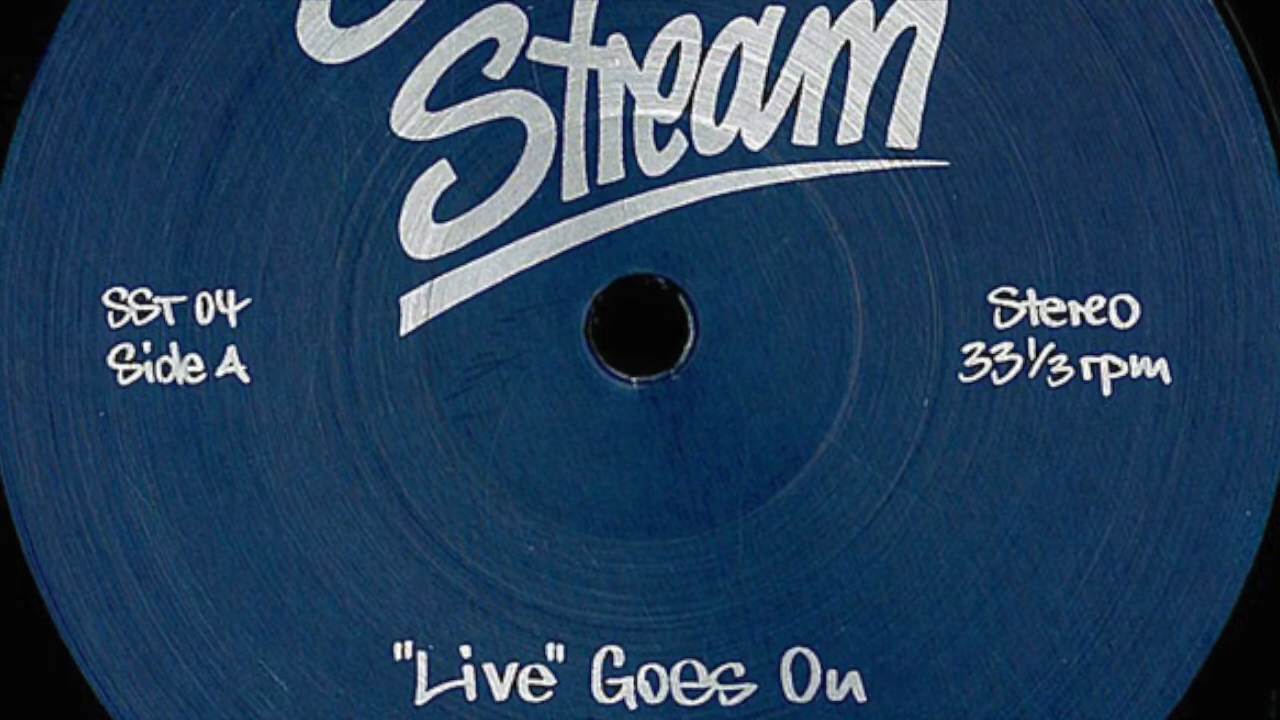 Stream
SST 04
Side A
Stereo
33⅓ rpm
"Live" Goes On